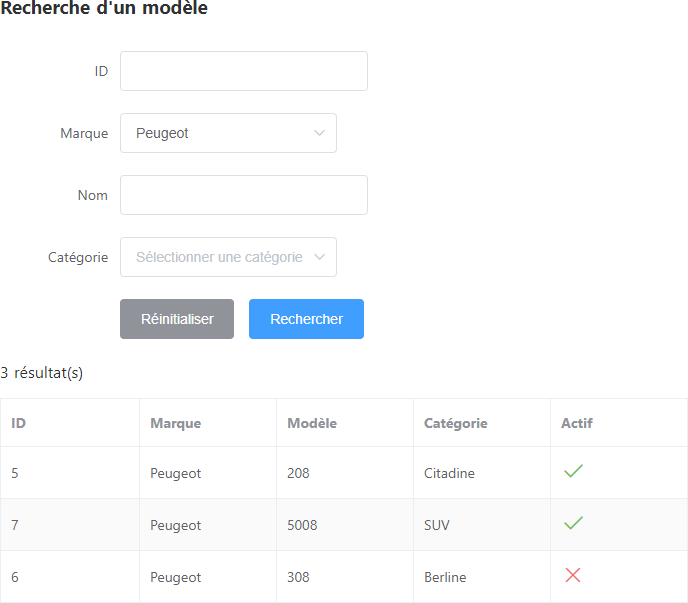 Recherche d'un modèle
ID
Marque Peugeot
Nom
Catégorie Sélectionner une catégorie
Réinitialiser Rechercher
3 résultat(s)
ID Marque Modèle Catégorie Actif
5 Peugeot 208 Citadine
7 Peugeot 5008 SUV
6 Peugeot 308 Berline